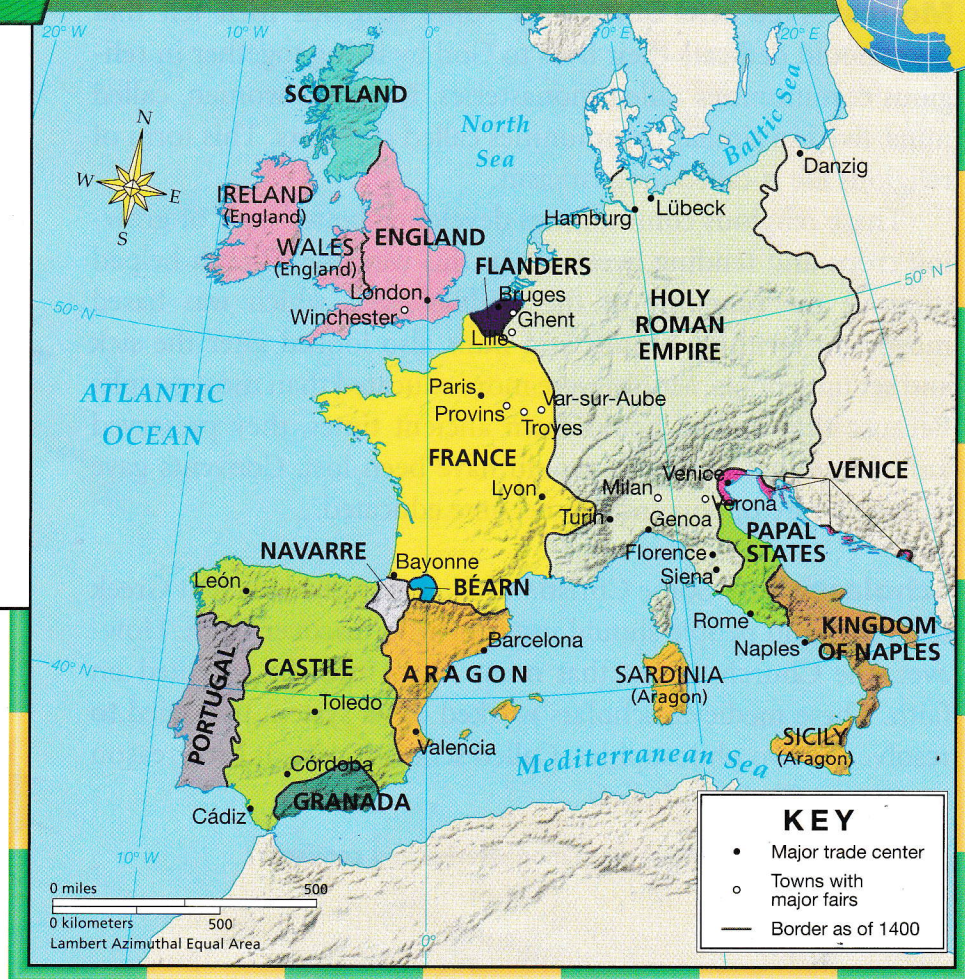 20° W
10° W
0°
10° E
20° E
SCOTLAND
North
Sea
Baltic Sea
N
W
E
S
IRELAND
(England)
WALES
(England)
ENGLAND
London
Winchester
50° N
50° N
Danzig
Hamburg
Lübeck
FLANDERS
Bruges
Ghent
Lille
HOLY
ROMAN
EMPIRE
ATLANTIC
OCEAN
Paris
Provins
Var-sur-Aube
Troyes
FRANCE
Lyon
Milan
Venice
VENICE
Verona
Turin
Genoa
PAPAL
STATES
Florence
Siena
NAVARRE
Bayonne
BÉARN
León
Rome
Naples
KINGDOM
OF NAPLES
Barcelona
40° N
CASTILE
ARAGON
SARDINIA
(Aragon)
PORTUGAL
Toledo
Valencia
SICILY
(Aragon)
Mediterranean Sea
Córdoba
GRANADA
Cádiz
10° W
0°
0 miles 500
0 kilometers 500
Lambert Azimuthal Equal Area
KEY
Major trade center
Towns with
major fairs
Border as of 1400